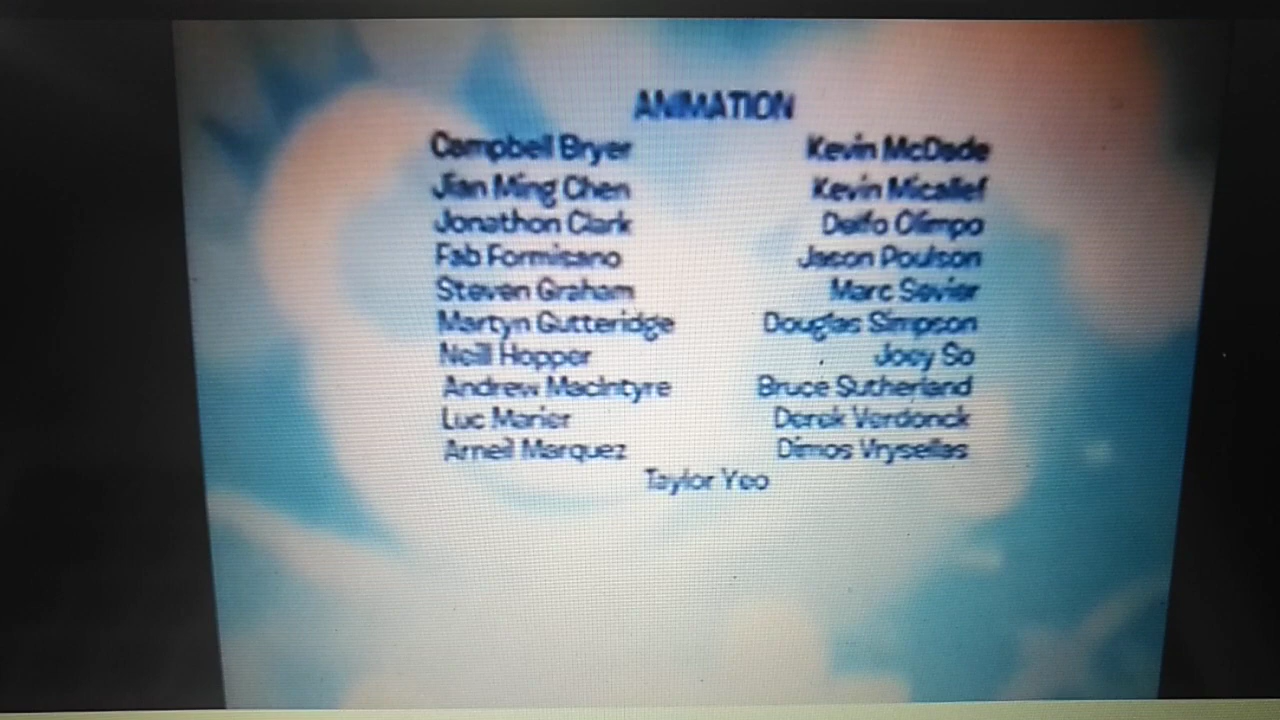 ANIMATION
Campbell Bryer Kevin McDade
Jian Ming Chen Kevin Micallef
Jonathon Clark Delfo Olimpo
Fab Formisano Jason Poulson
Steven Graham Marc Sevier
Martyn Gutteridge Douglas Simpson
Neill Hopper Joey So
Andrew MacIntyre Bruce Sutherland
Luc Marier Derek Verdonck
Arneil Marquez Dimos Vrysellas
Taylor Yeo